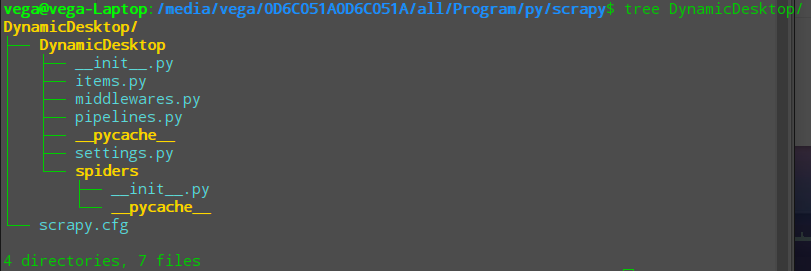 vega@vega-Laptop:/media/vega/0D6C051A0D6C051A/all/Program/py/scrapy$ tree DynamicDesktop/
DynamicDesktop/
├── DynamicDesktop
│   ├── __init__.py
│   ├── items.py
│   ├── middlewares.py
│   ├── pipelines.py
│   ├── __pycache__
│   ├── settings.py
│   └── spiders
│       ├── __init__.py
│       └── __pycache__
└── scrapy.cfg
4 directories, 7 files